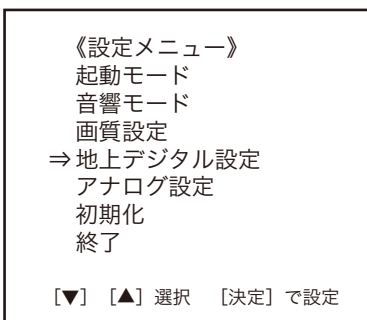 《設定メニュー》
起動モード
音響モード
画質設定
⇒地上デジタル設定
アナログ設定
初期化
終了
［▼］［▲］選択　［決定］で設定